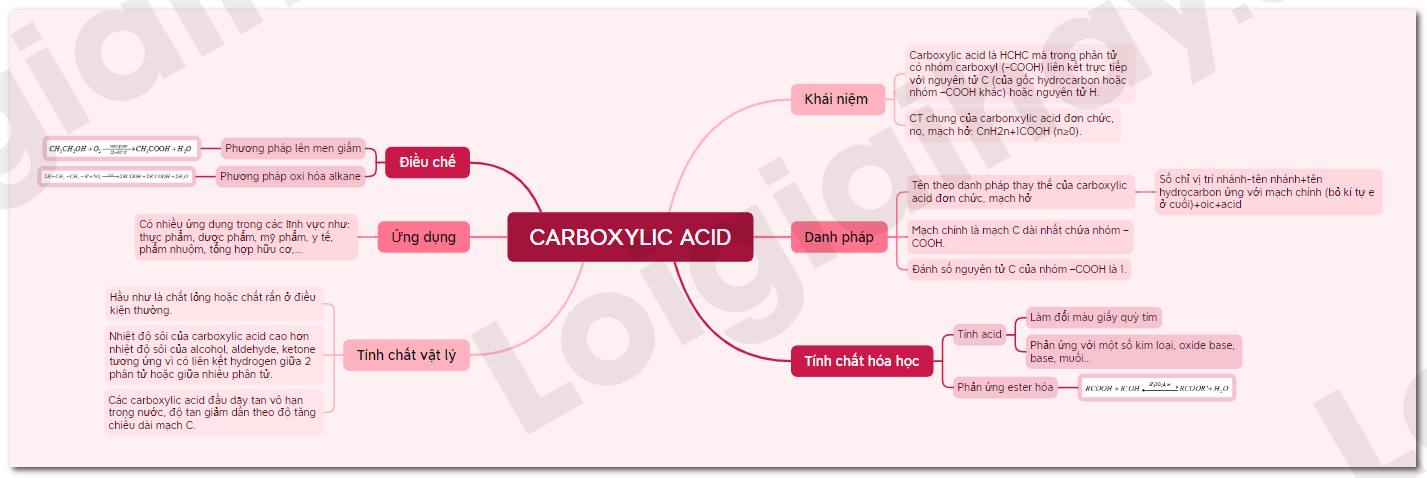 CARBOXYLIC ACID
Khái niệm
Carboxylic acid là HCHC mà trong phân tử
có nhóm carboxyl (-COOH) liên kết trực tiếp
với nguyên tử C (của gốc hydrocarbon hoặc
nhóm –COOH khác) hoặc nguyên tử H.
CT chung của carbonxylic acid đơn chức,
no, mạch hở: CnH2n+1COOH (n≥0).
Danh pháp
Tên theo danh pháp thay thế của carboxylic
acid đơn chức, mạch hở
Số chỉ vị trí nhánh-tên nhánh+tên
hydrocarbon ứng với mạch chính (bỏ kí tự e
ở cuối)+oic+acid
Mạch chính là mạch C dài nhất chứa nhóm –
COOH.
Đánh số nguyên tử C của nhóm –COOH là 1.
Tính chất hóa học
Tính acid
Làm đổi màu giấy quỳ tím
Phản ứng với một số kim loại, oxide base,
base, muối...
Phản ứng ester hóa
RCOOH + R'OH ⇌ RCOOR' + H₂O
Điều chế
Phương pháp lên men giấm
CH₃CH₂OH + O₂ → CH₃COOH + H₂O
Phương pháp oxi hóa alkane
Ứng dụng
Có nhiều ứng dụng trong các lĩnh vực như:
thực phẩm, dược phẩm, mỹ phẩm, y tế,
phẩm nhuộm, tổng hợp hữu cơ,...
Tính chất vật lý
Hầu như là chất lỏng hoặc chất rắn ở điều
kiện thường.
Nhiệt độ sôi của carboxylic acid cao hơn
nhiệt độ sôi của alcohol, aldehyde, ketone
tương ứng vì có liên kết hydrogen giữa 2
phân tử hoặc giữa nhiều phân tử.
Các carboxylic acid đầu dãy tan vô hạn
trong nước, độ tan giảm dần theo độ tăng
chiều dài mạch C.
Loigiaihay.